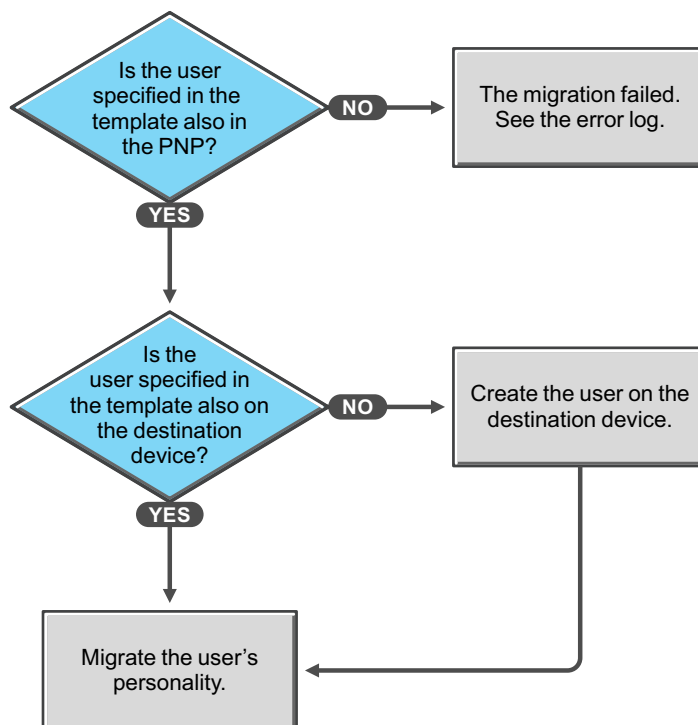 Is the user
specified in the
template also in
the PNP?
NO
The migration failed.
See the error log.
YES
Is the
user specified in
the template also on
the destination
device?
NO
Create the user on the
destination device.
YES
Migrate the user’s
personality.